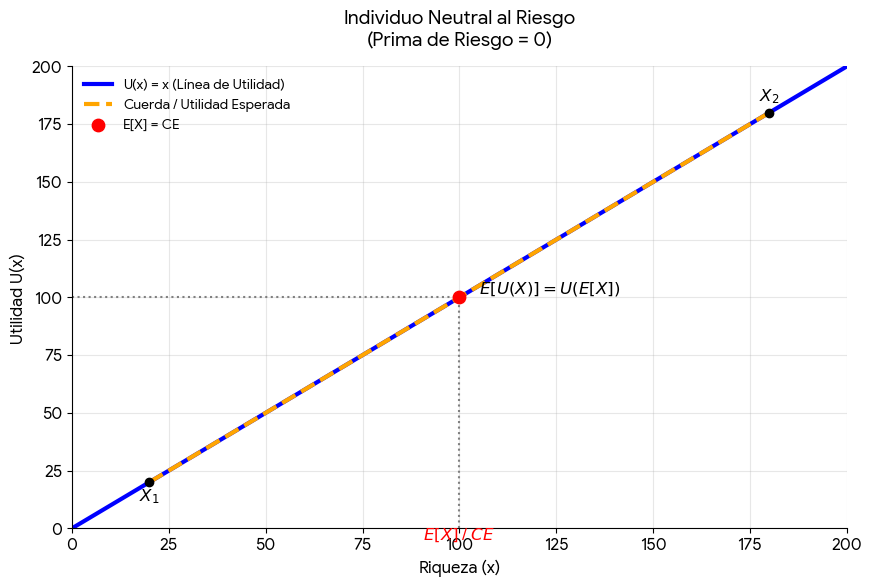 Individuo Neutral al Riesgo
(Prima de Riesgo = 0)
U(x) = x (Línea de Utilidad)
Cuerda / Utilidad Esperada
E[X] = CE
Utilidad U(x)
200
175
150
125
100
75
50
25
0
X₂
E[U(X)] = U(E[X])
X₁
E[X] / CE
0 25 50 75 100 125 150 175 200
Riqueza (x)